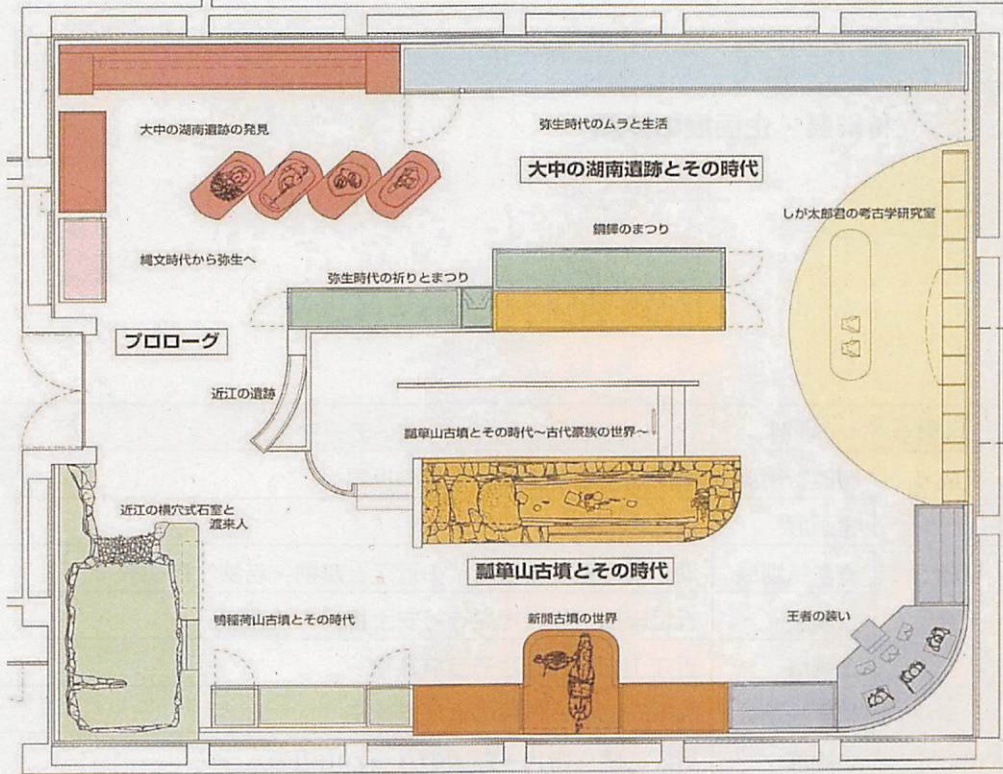 大中の湖南遺跡の発見
弥生時代のムラと生活
大中の湖南遺跡とその時代
しが太郎君の考古学研究室
銅鐸のまつり
縄文時代から弥生へ
弥生時代の祈りとまつり
プロローグ
近江の遺跡
瓢箪山古墳とその時代～古代豪族の世界～
近江の横穴式石室と
渡来人
瓢箪山古墳とその時代
鴨稲荷山古墳とその時代
新開古墳の世界
王者の装い